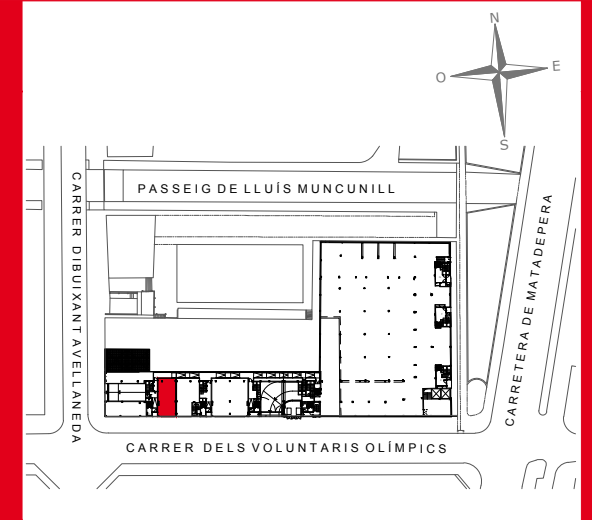 N
O
E
S
PASSEIG DE LLUÍS MUNCUNILL
CARRER DIBUIXANT AVELLANEDA
CARRETERA DE MATADEPERA
CARRER DELS VOLUNTARIS OLÍMPICS